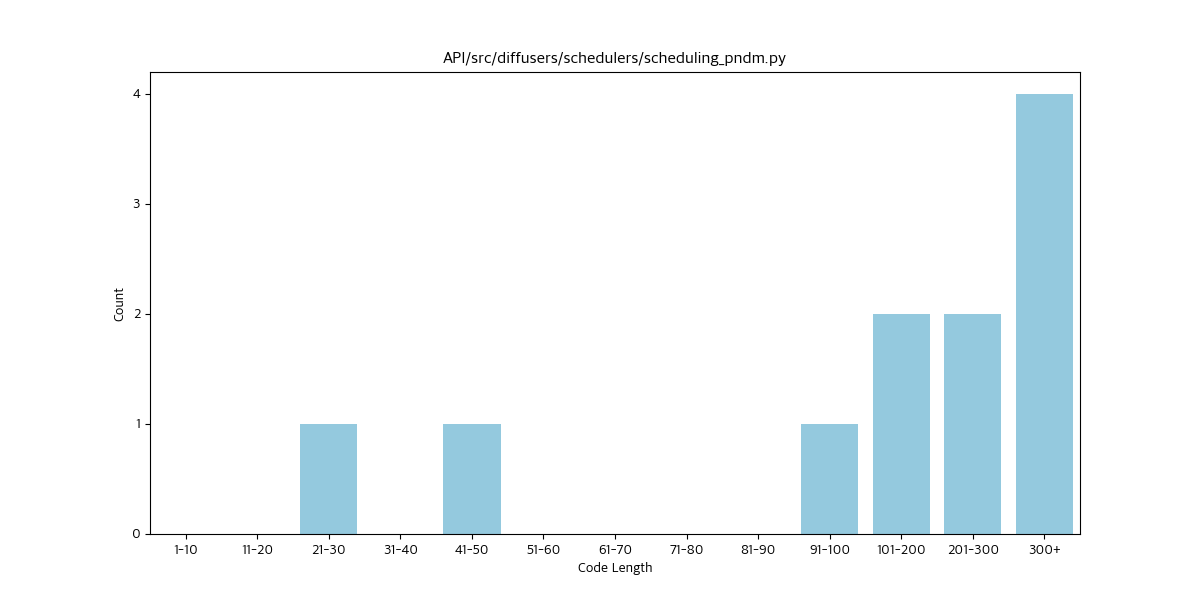 API/src/diffusers/schedulers/scheduling_pndm.py
4
3
2
1
0
Count
1-10 11-20 21-30 31-40 41-50 51-60 61-70 71-80 81-90 91-100 101-200 201-300 300+
Code Length